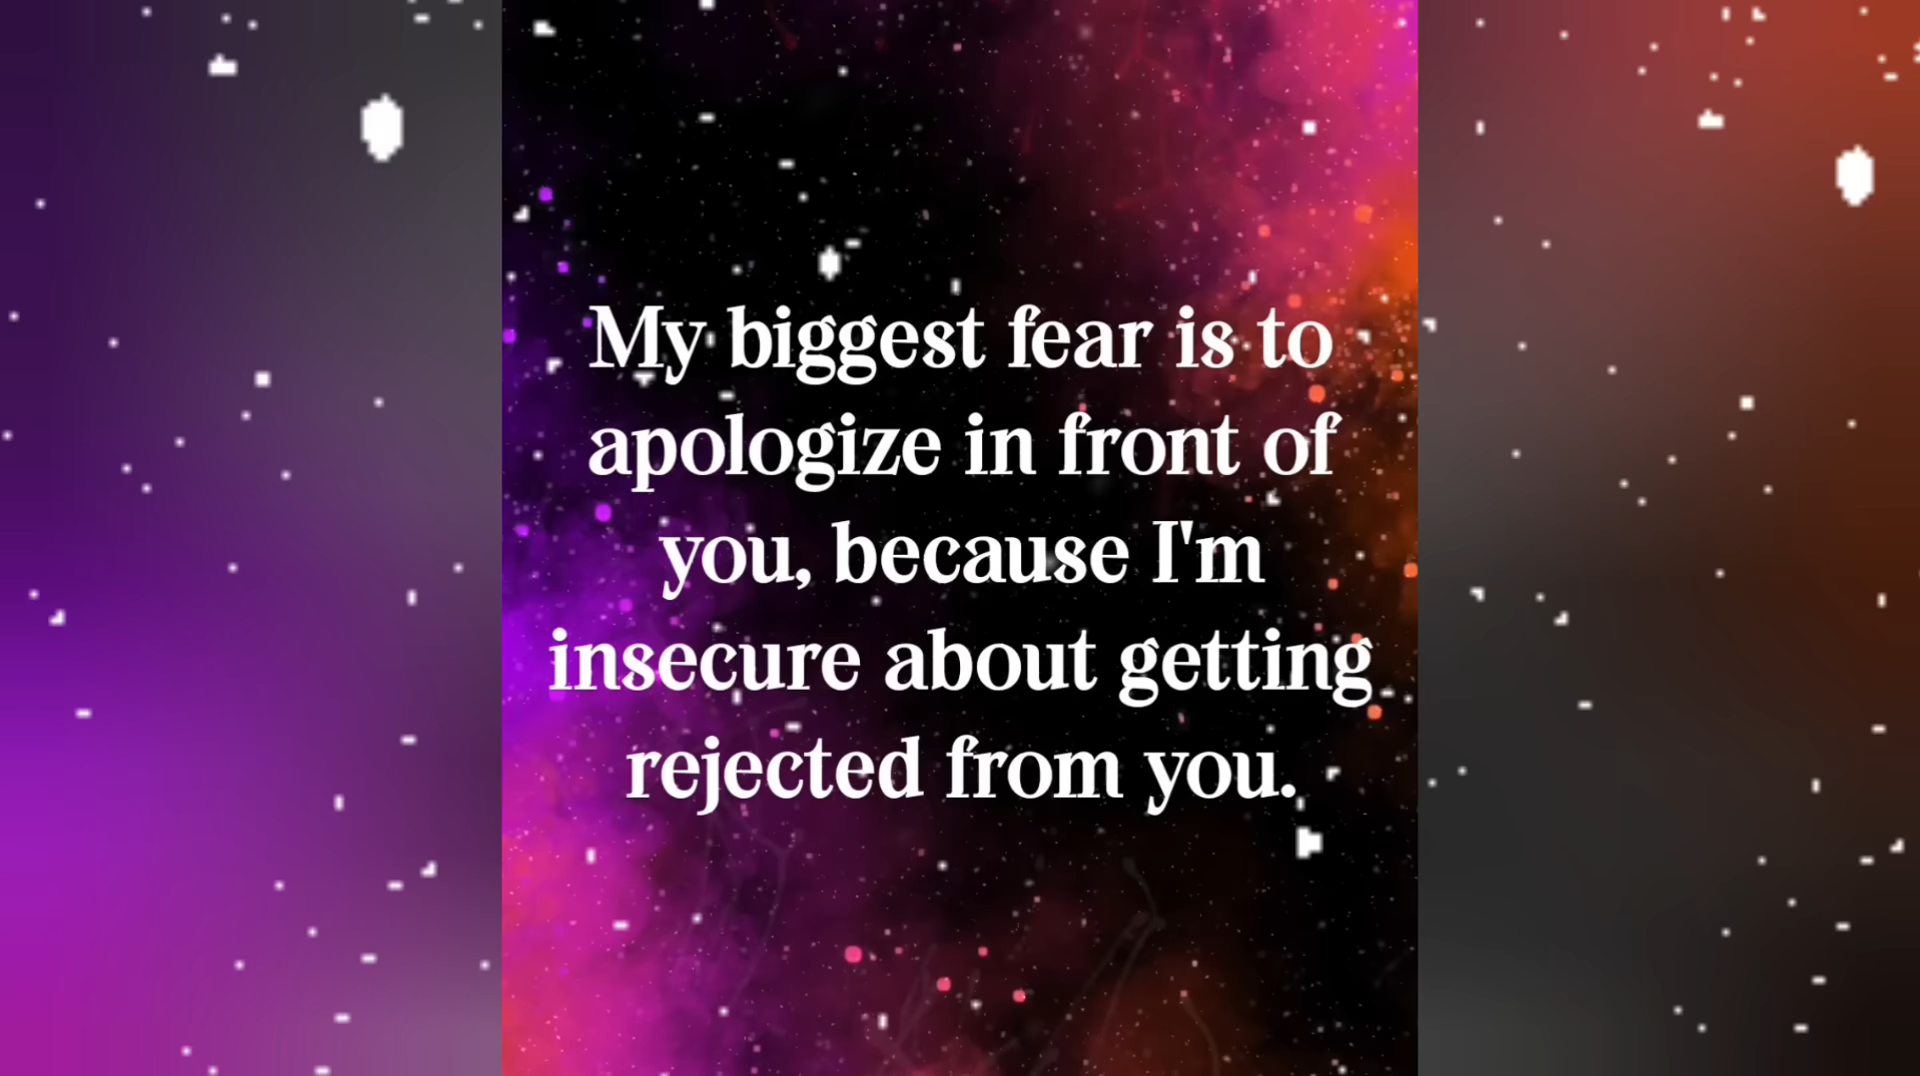 My biggest fear is to
apologize in front of
you, because I'm
insecure about getting
rejected from you.